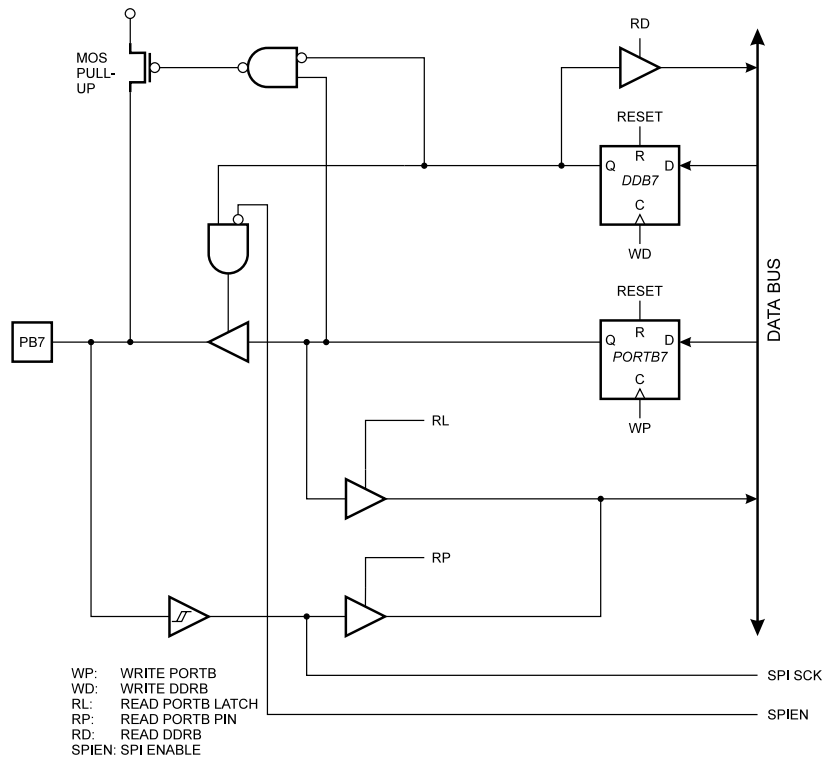 RD
MOS
PULL-
UP
RESET
R
Q
D
DDB7
C
WD
DATA BUS
RESET
R
Q
D
PB7
PORTB7
C
WP
RL
RP
WP: WRITE PORTB
WD: WRITE DDRB
RL: READ PORTB LATCH
RP: READ PORTB PIN
RD: READ DDRB
SPIEN: SPI ENABLE
SPI SCK
SPIEN